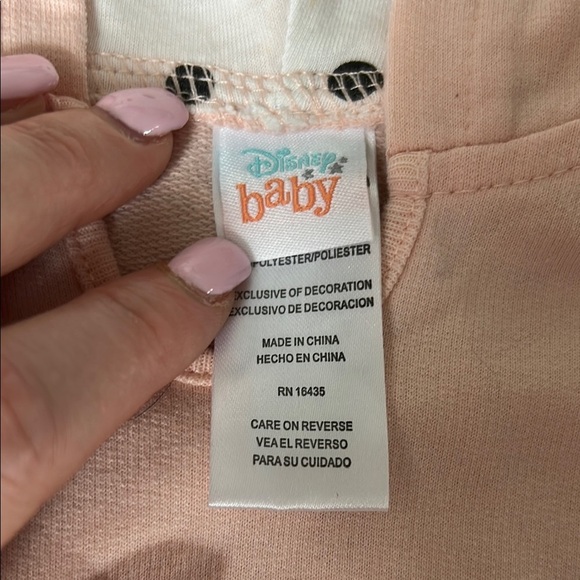 Disney
baby
POLYESTER/POLIESTER
EXCLUSIVE OF DECORATION
EXCLUSIVO DE DECORACION
MADE IN CHINA
HECHO EN CHINA
RN 16435
CARE ON REVERSE
VEA EL REVERSO
PARA SU CUIDADO